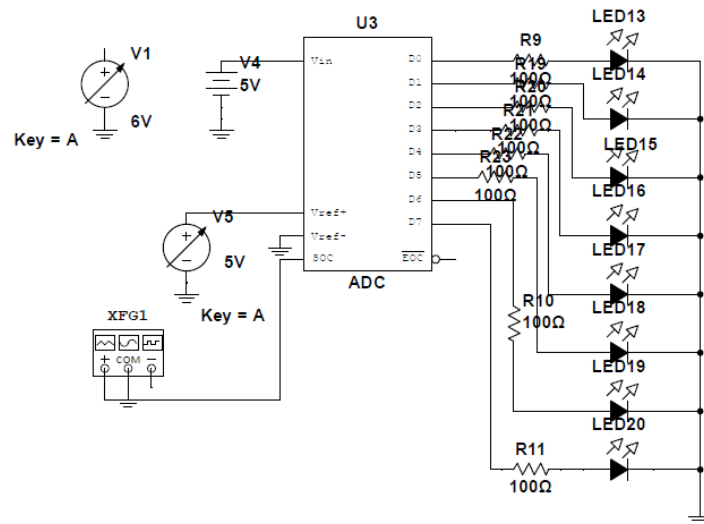 U3
LED13
V1
V4
R9
Vin
D0
R19
5V
D1
100Ω
LED14
R20
D2
100Ω
6V
R21
D3
100Ω
LED15
Key = A
R22
D4
100Ω
R23
D5
100Ω
LED16
100Ω
D6
V5
Vref+
D7
LED17
Vref-
5V
SOC
EOC
ADC
R10
LED18
Key = A
XFG1
100Ω
+ COM −
LED19
LED20
R11
100Ω